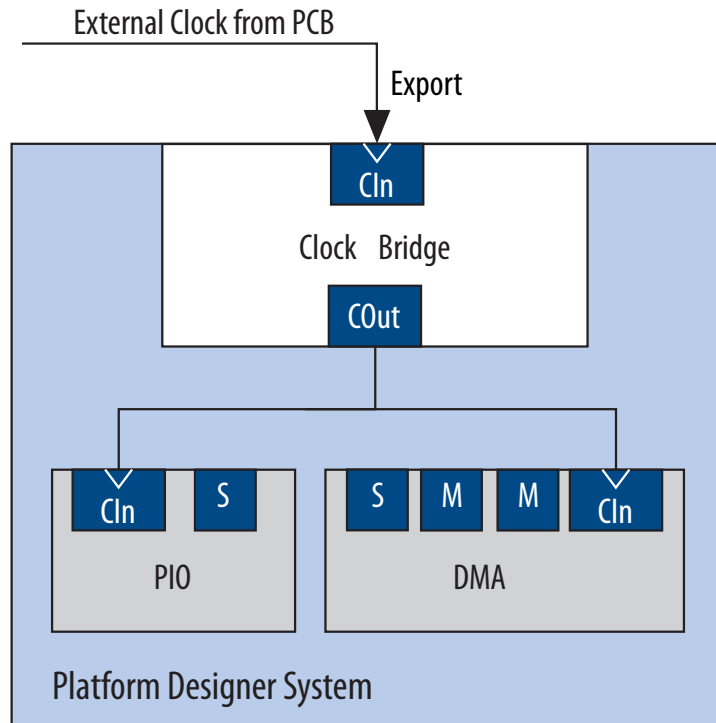 External Clock from PCB
Export
CIn
Clock Bridge
COut
CIn S
S M M CIn
PIO
DMA
Platform Designer System